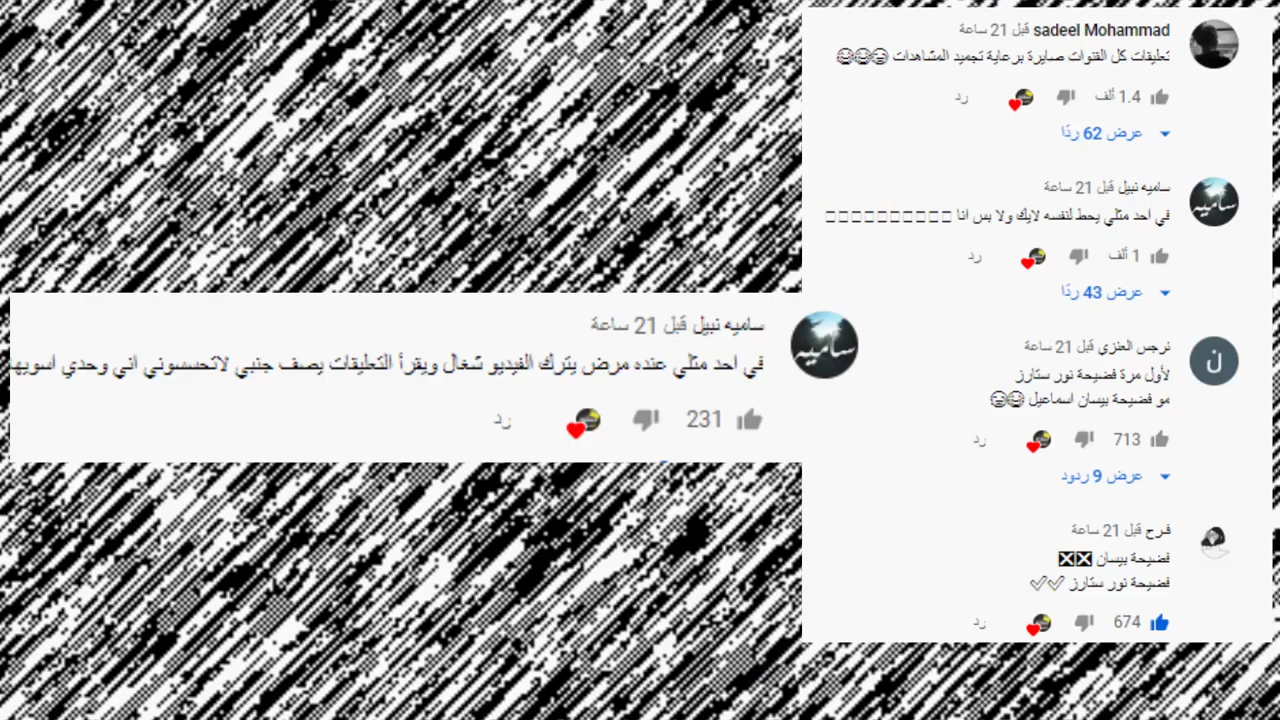 sadeel Mohammad قبل 21 ساعة
تعليقات كل القنوات صايرة برعاية تجميد المشاهدات
1.4 ألف رد
عرض 62 ردًا
ساميه نبيل قبل 21 ساعة
في احد مثلي يحط لنفسه لايك ولا بس انا
1 ألف رد
عرض 43 ردًا
نرجس العنزي قبل 21 ساعة
لأول مرة فضيحة نور ستارز
مو فضيحة بيسان اسماعيل
713 رد
عرض 9 ردود
فرح قبل 21 ساعة
فضيحة بيسان
فضيحة نور ستارز ✓✓
674 رد
ساميه نبيل قبل 21 ساعة
في احد مثلي عنده مرض يترك الفيديو شغال ويقرأ التعليقات يصف جنبي لاتحسسوني اني وحدي اسويها
231 رد
ساميه
ساميه
ن